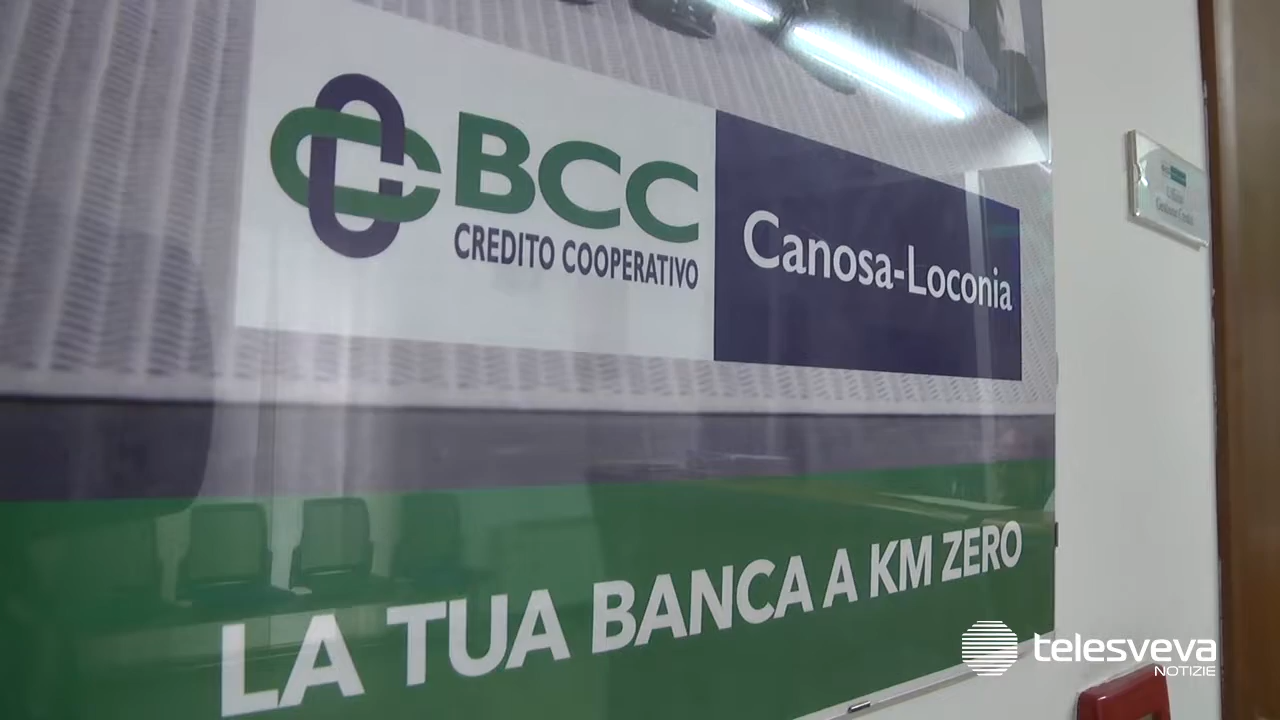 BCC
CREDITO COOPERATIVO
Canosa-Loconia
LA TUA BANCA A KM ZERO
telesveva
NOTIZIE